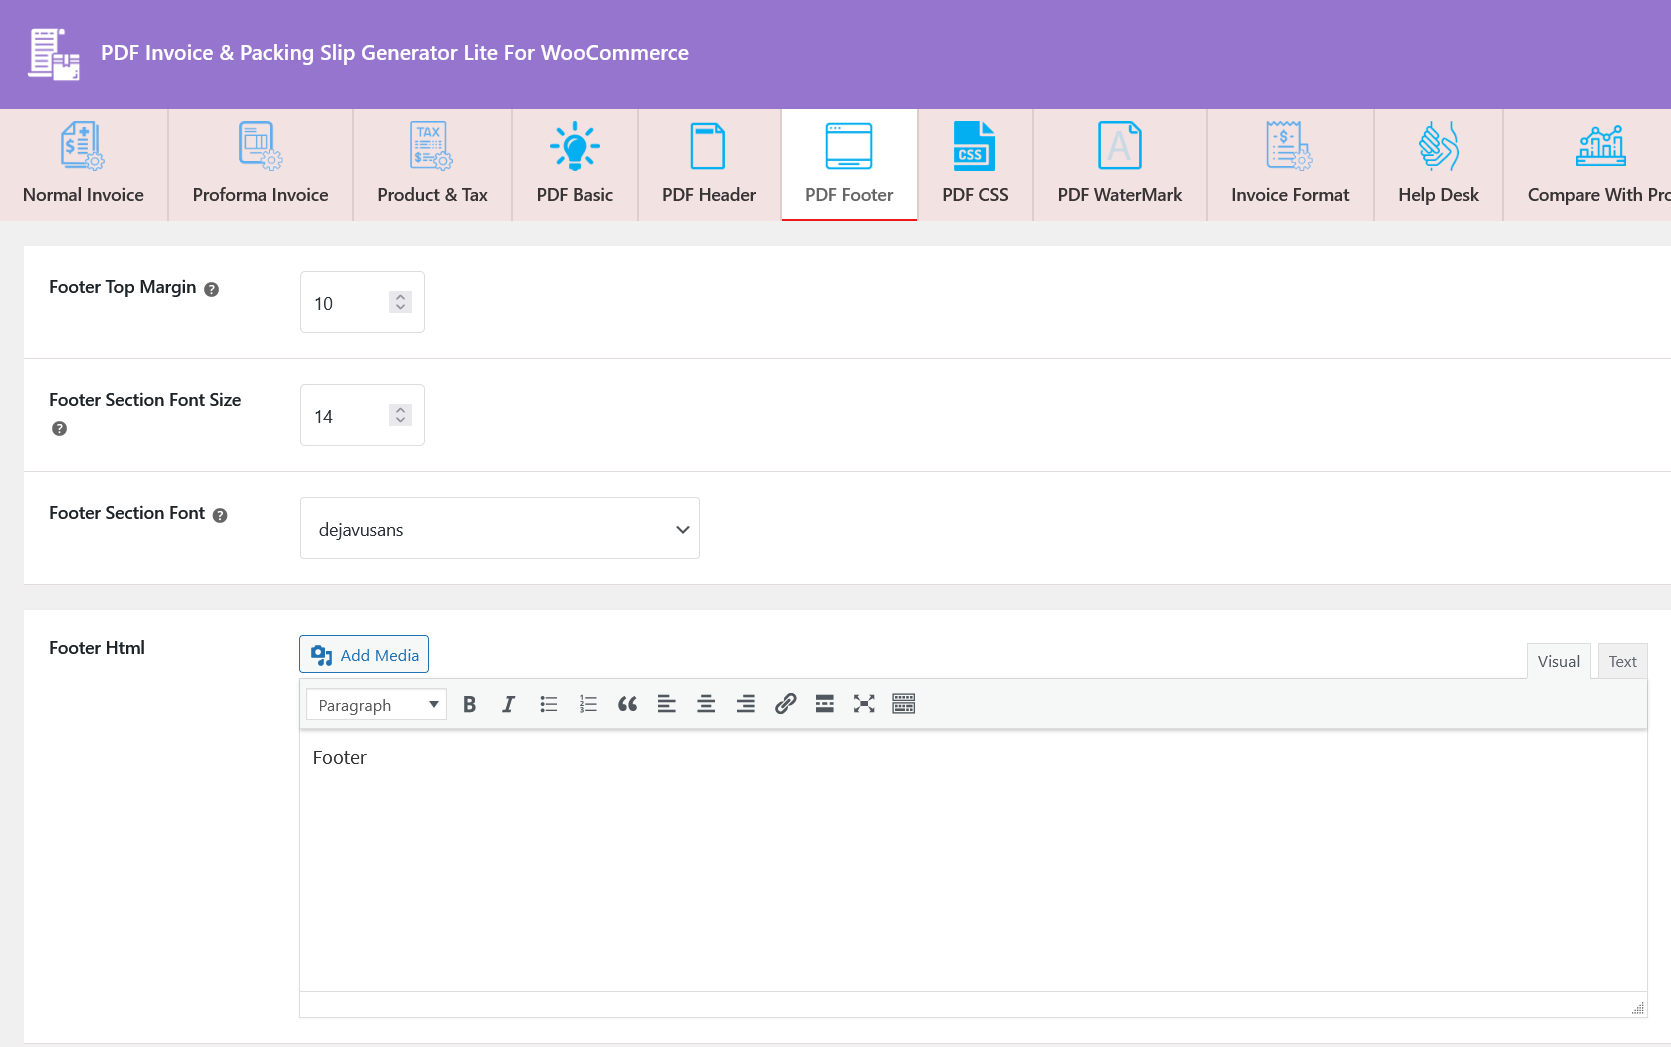 PDF Invoice & Packing Slip Generator Lite For WooCommerce
Normal Invoice
Proforma Invoice
TAX
Product & Tax
PDF Basic
PDF Header
PDF Footer
CSS
PDF CSS
A
PDF WaterMark
Invoice Format
Help Desk
Compare With Pro
Footer Top Margin
10
Footer Section Font Size
14
Footer Section Font
dejavusans
Footer Html
Add Media
Visual
Text
Paragraph
B I
Footer